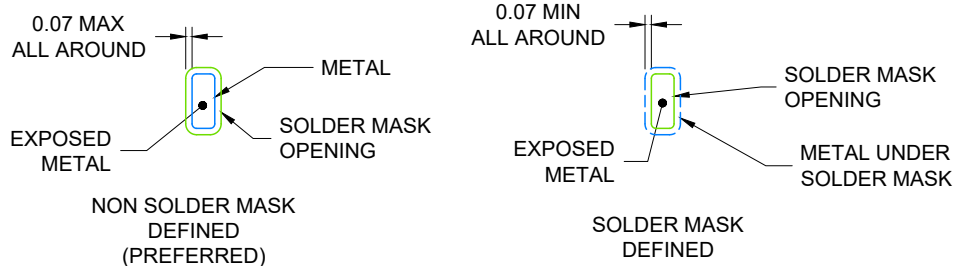 0.07 MAX
ALL AROUND
METAL
EXPOSED
METAL
SOLDER MASK
OPENING
NON SOLDER MASK
DEFINED
(PREFERRED)
0.07 MIN
ALL AROUND
SOLDER MASK
OPENING
EXPOSED
METAL
METAL UNDER
SOLDER MASK
SOLDER MASK
DEFINED